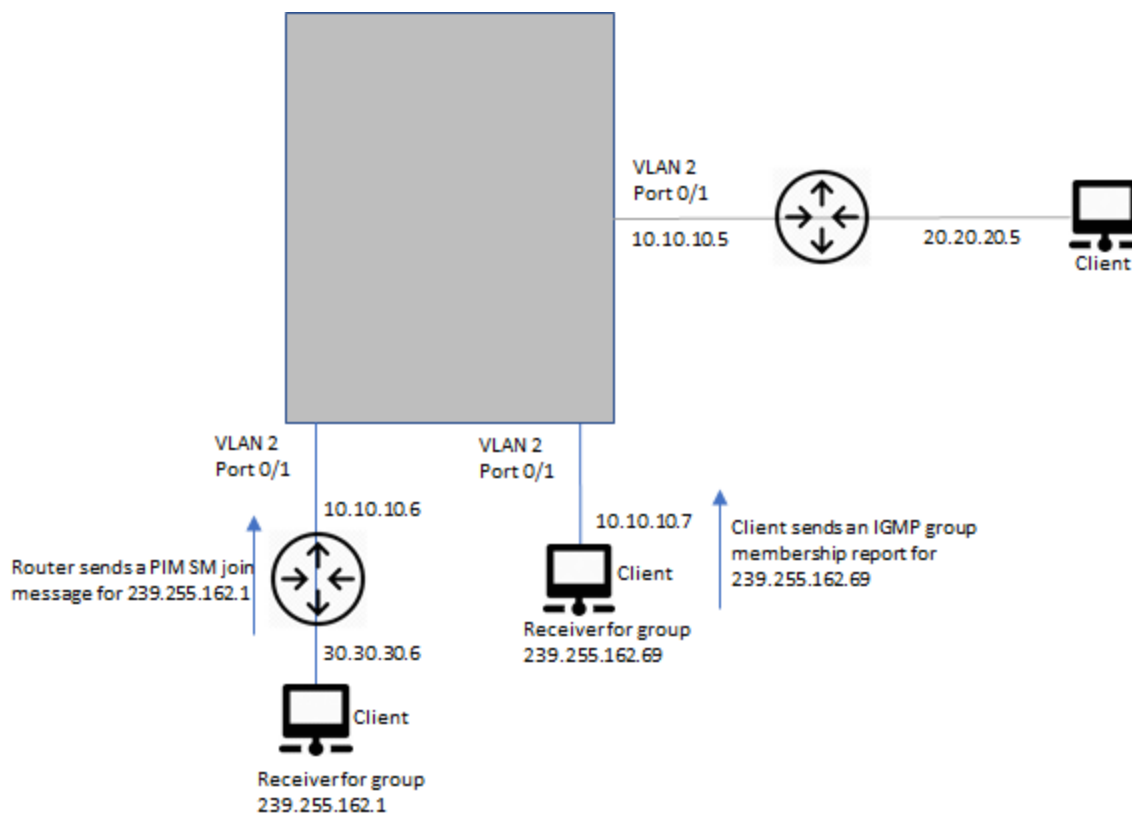 VLAN 2
Port 0/1
10.10.10.5
20.20.20.5
Client
VLAN 2
Port 0/1
VLAN 2
Port 0/1
10.10.10.6
10.10.10.7
Client sends an IGMP group
membership report for
239.255.162.69
Router sends a PIM SM join
message for 239.255.162.1
Client
Receiver for group
239.255.162.69
30.30.30.6
Client
Receiver for group
239.255.162.1